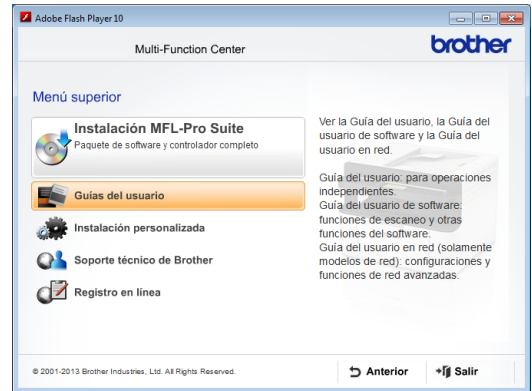 Adobe Flash Player 10
Multi-Function Center
brother
Menú superior
Instalación MFL-Pro Suite
Paquete de software y controlador completo
Guías del usuario
Instalación personalizada
Soporte técnico de Brother
Registro en línea
Ver la Guía del usuario, la Guía del
usuario de software y la Guía del
usuario en red.
Guía del usuario: para operaciones
independientes.
Guía del usuario de software:
funciones de escaneo y otras
funciones del software.
Guía del usuario en red (solamente
modelos de red): configuraciones y
funciones de red avanzadas.
© 2001-2013 Brother Industries, Ltd. All Rights Reserved.
Anterior
Salir